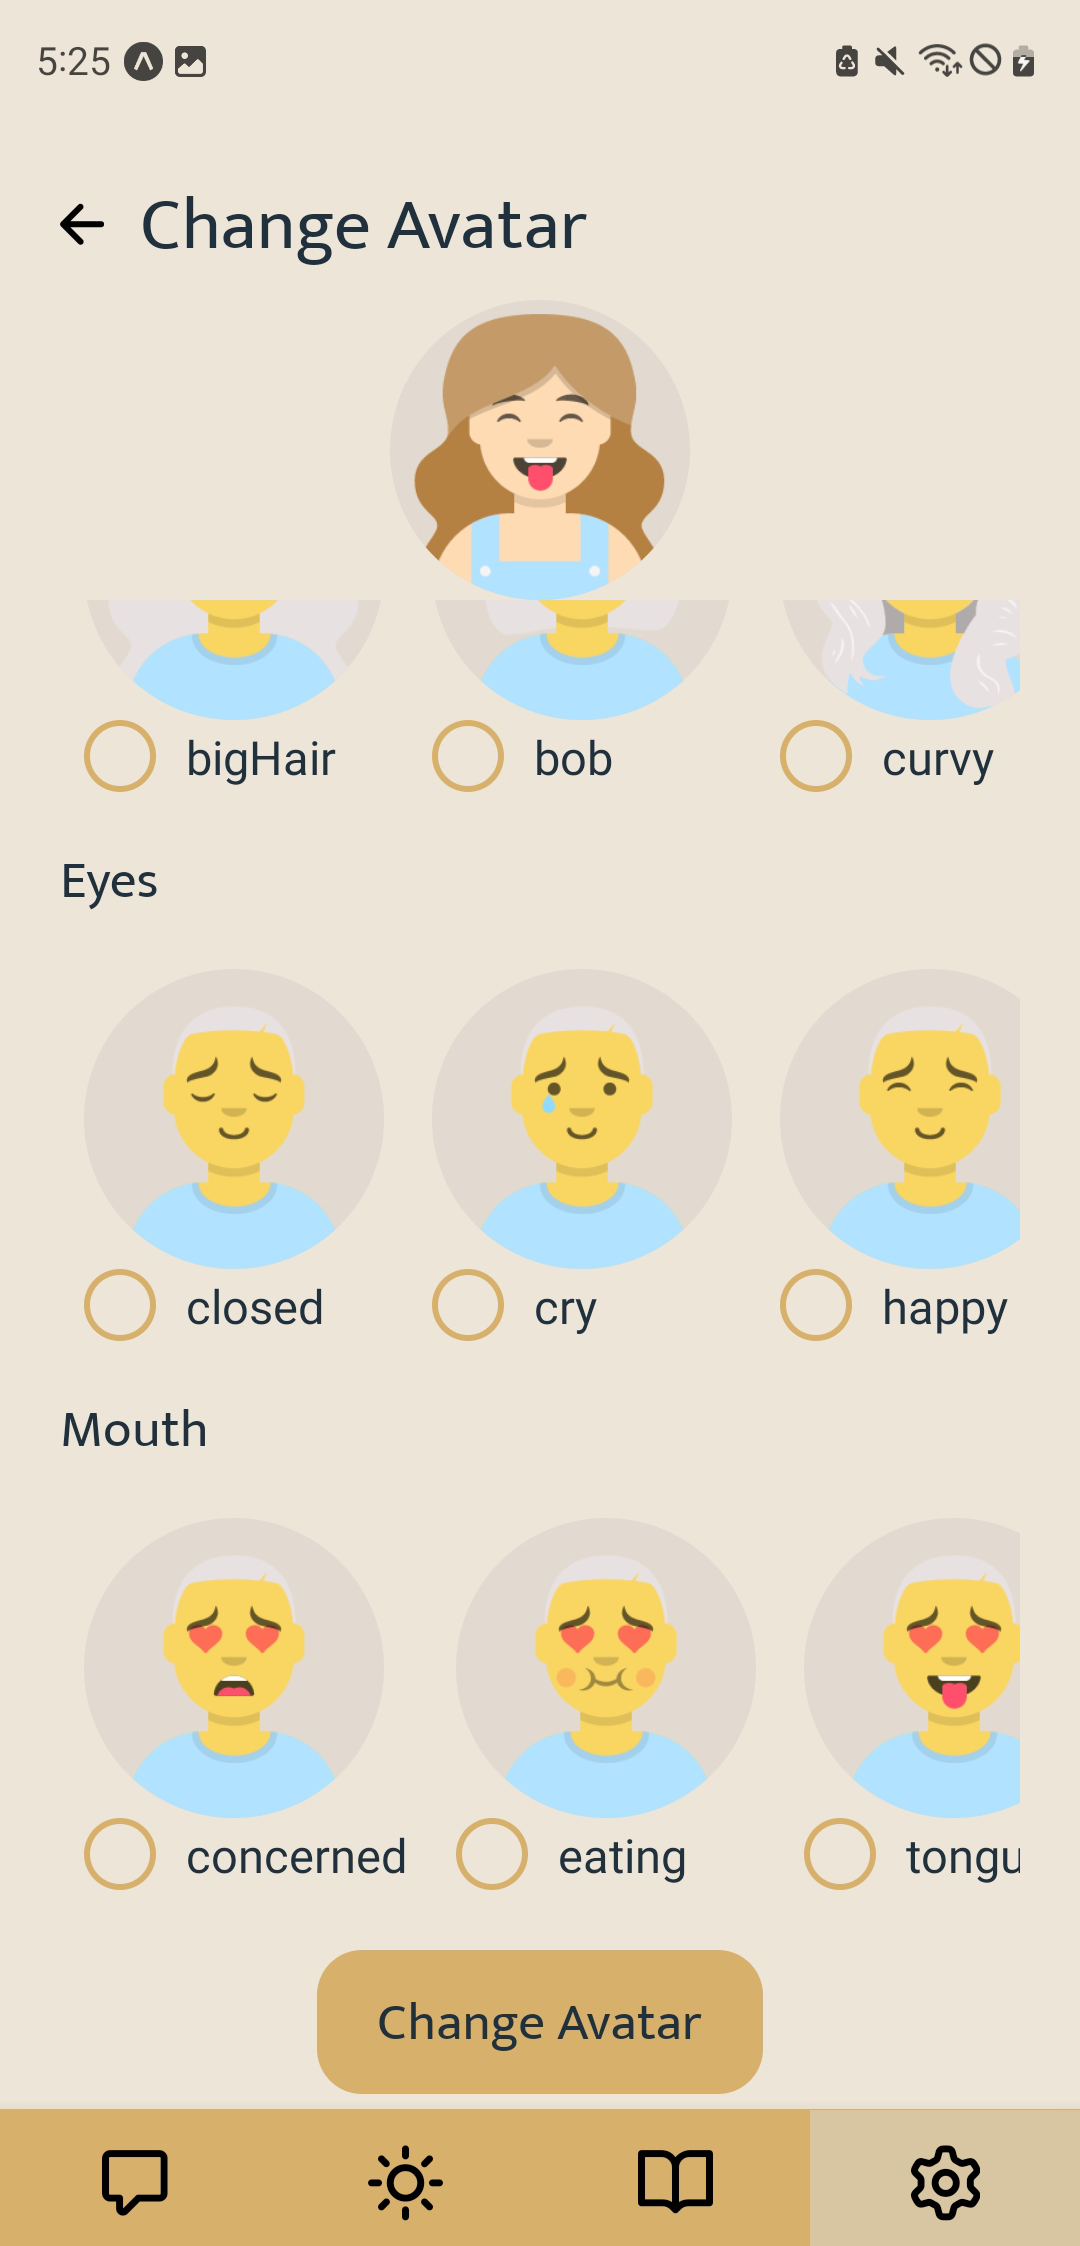 5:25
Change Avatar
bigHair bob curvy
Eyes
closed cry happy
Mouth
concerned eating tongu
Change Avatar